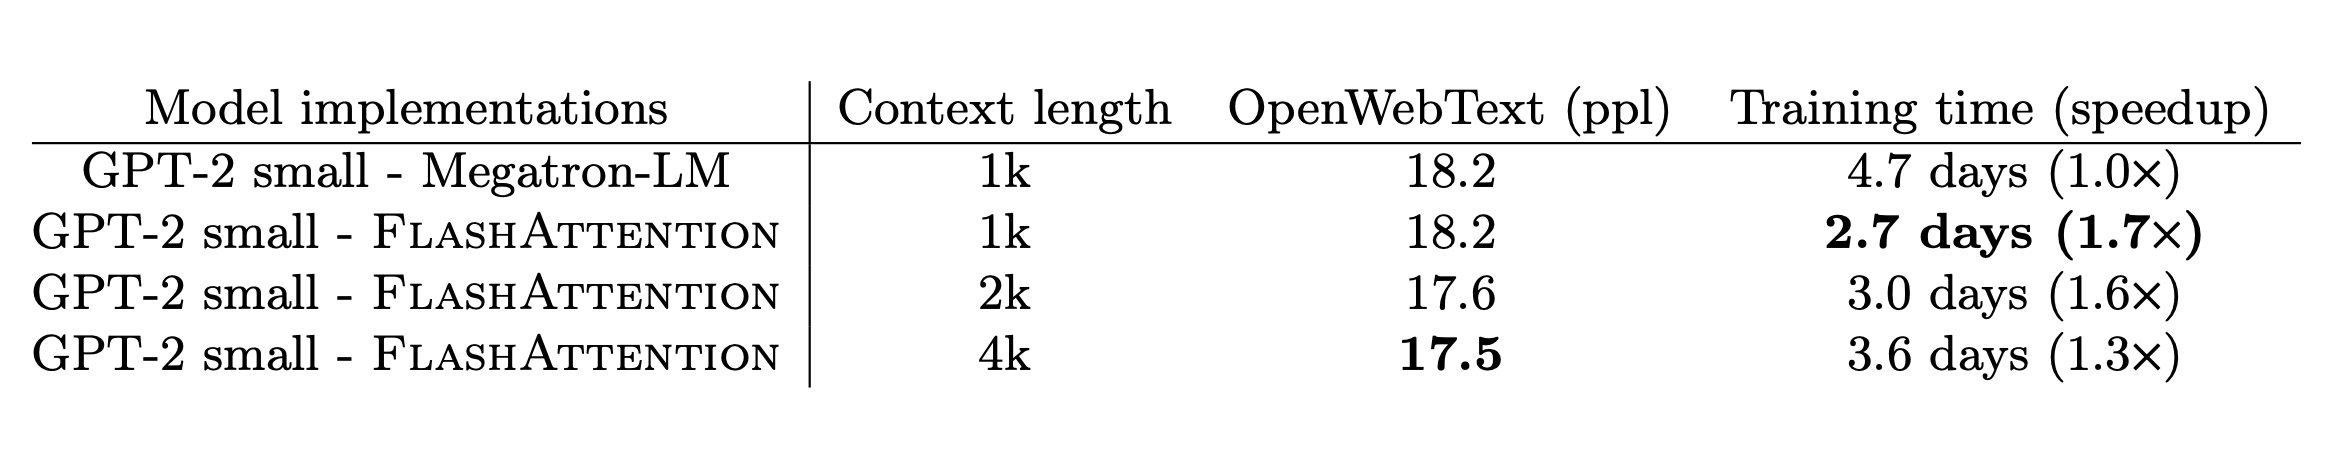 Model implementations Context length OpenWebText (ppl) Training time (speedup)
GPT-2 small - Megatron-LM 1k 18.2 4.7 days (1.0×)
GPT-2 small - FLASHATTENTION 1k 18.2 2.7 days (1.7×)
GPT-2 small - FLASHATTENTION 2k 17.6 3.0 days (1.6×)
GPT-2 small - FLASHATTENTION 4k 17.5 3.6 days (1.3×)